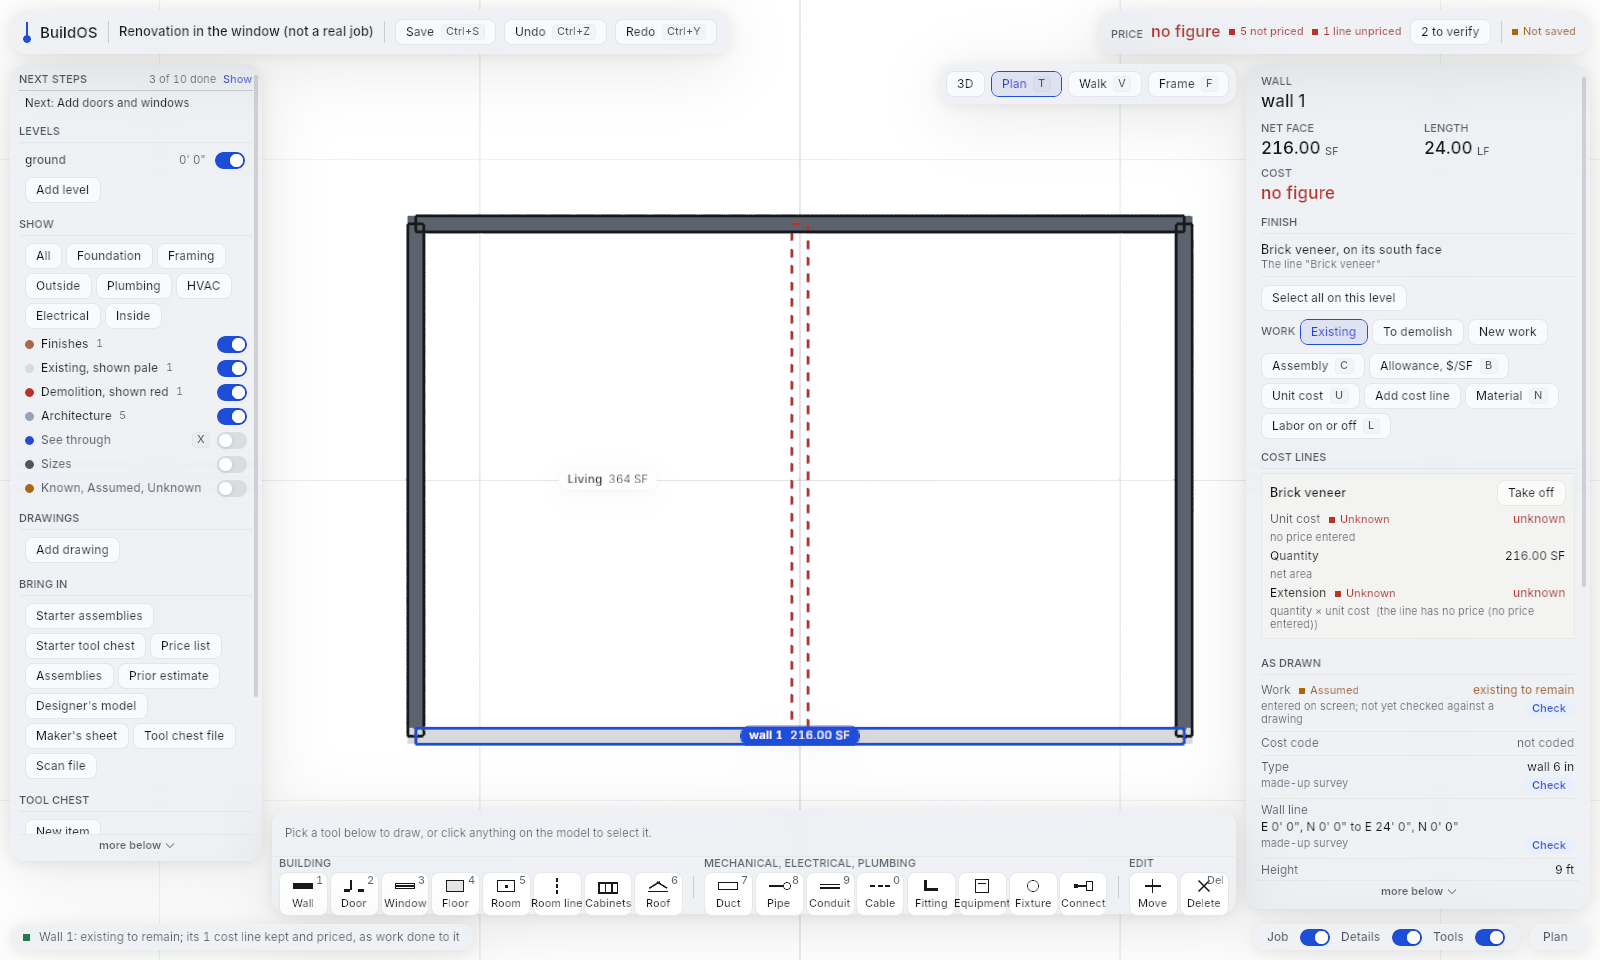 BuildOS
Renovation in the window (not a real job)
Save Ctrl+S
Undo Ctrl+Z
Redo Ctrl+Y
PRICE no figure 5 not priced 1 line unpriced 2 to verify Not saved
NEXT STEPS 3 of 10 done Show
Next: Add doors and windows
LEVELS
ground 0' 0"
Add level
SHOW
All Foundation Framing
Outside Plumbing HVAC
Electrical Inside
Finishes 1
Existing, shown pale 1
Demolition, shown red 1
Architecture 5
See through X
Sizes
Known, Assumed, Unknown
DRAWINGS
Add drawing
BRING IN
Starter assemblies
Starter tool chest Price list
Assemblies Prior estimate
Designer's model
Maker's sheet Tool chest file
Scan file
TOOL CHEST
New item
more below
3D Plan T Walk V Frame F
Living 364 SF
wall 1 216.00 SF
WALL
wall 1
NET FACE LENGTH
216.00 SF 24.00 LF
COST
no figure
FINISH
Brick veneer, on its south face
The line "Brick veneer"
Select all on this level
WORK Existing To demolish New work
Assembly C Allowance, $/SF B
Unit cost U Add cost line Material N
Labor on or off L
COST LINES
Brick veneer Take off
Unit cost Unknown unknown
no price entered
Quantity 216.00 SF
net area
Extension Unknown unknown
quantity × unit cost (the line has no price (no price
entered))
AS DRAWN
Work Assumed existing to remain
entered on screen; not yet checked against a Check
drawing
Cost code not coded
Type wall 6 in
made-up survey Check
Wall line
E 0' 0", N 0' 0" to E 24' 0", N 0' 0"
made-up survey Check
Height 9 ft
more below
Pick a tool below to draw, or click anything on the model to select it.
BUILDING MECHANICAL, ELECTRICAL, PLUMBING EDIT
1 2 3 4 5 6 7 8 9 0 Del
Wall Door Window Floor Room Room line Cabinets Roof Duct Pipe Conduit Cable Fitting Equipment Fixture Connect Move Delete
Wall 1: existing to remain; its 1 cost line kept and priced, as work done to it
Job Details Tools Plan